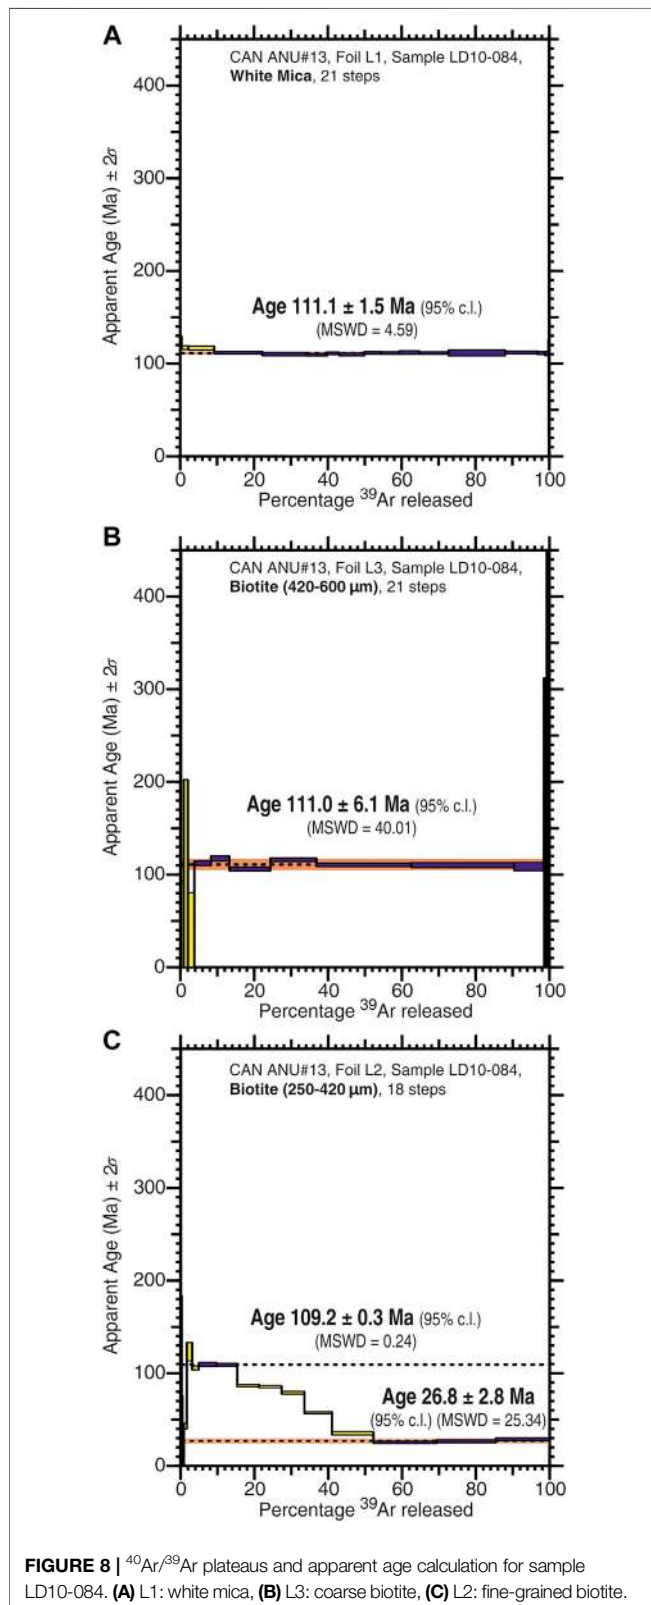 A
CAN ANU#13, Foil L1, Sample LD10-084,
White Mica, 21 steps
400
300
200
100
0
Apparent Age (Ma) ± 2σ
Age 111.1 ± 1.5 Ma (95% c.l.)
(MSWD = 4.59)
0 20 40 60 80 100
Percentage ³⁹Ar released
B
CAN ANU#13, Foil L3, Sample LD10-084,
Biotite (420-600 µm), 21 steps
400
300
200
100
0
Apparent Age (Ma) ± 2σ
Age 111.0 ± 6.1 Ma (95% c.l.)
(MSWD = 40.01)
0 20 40 60 80 100
Percentage ³⁹Ar released
C
CAN ANU#13, Foil L2, Sample LD10-084,
Biotite (250-420 µm), 18 steps
400
300
200
100
0
Apparent Age (Ma) ± 2σ
Age 109.2 ± 0.3 Ma (95% c.l.)
(MSWD = 0.24)
Age 26.8 ± 2.8 Ma
(95% c.l.) (MSWD = 25.34)
0 20 40 60 80 100
Percentage ³⁹Ar released
FIGURE 8 | ⁴⁰Ar/³⁹Ar plateaus and apparent age calculation for sample
LD10-084. (A) L1: white mica, (B) L3: coarse biotite, (C) L2: fine-grained biotite.